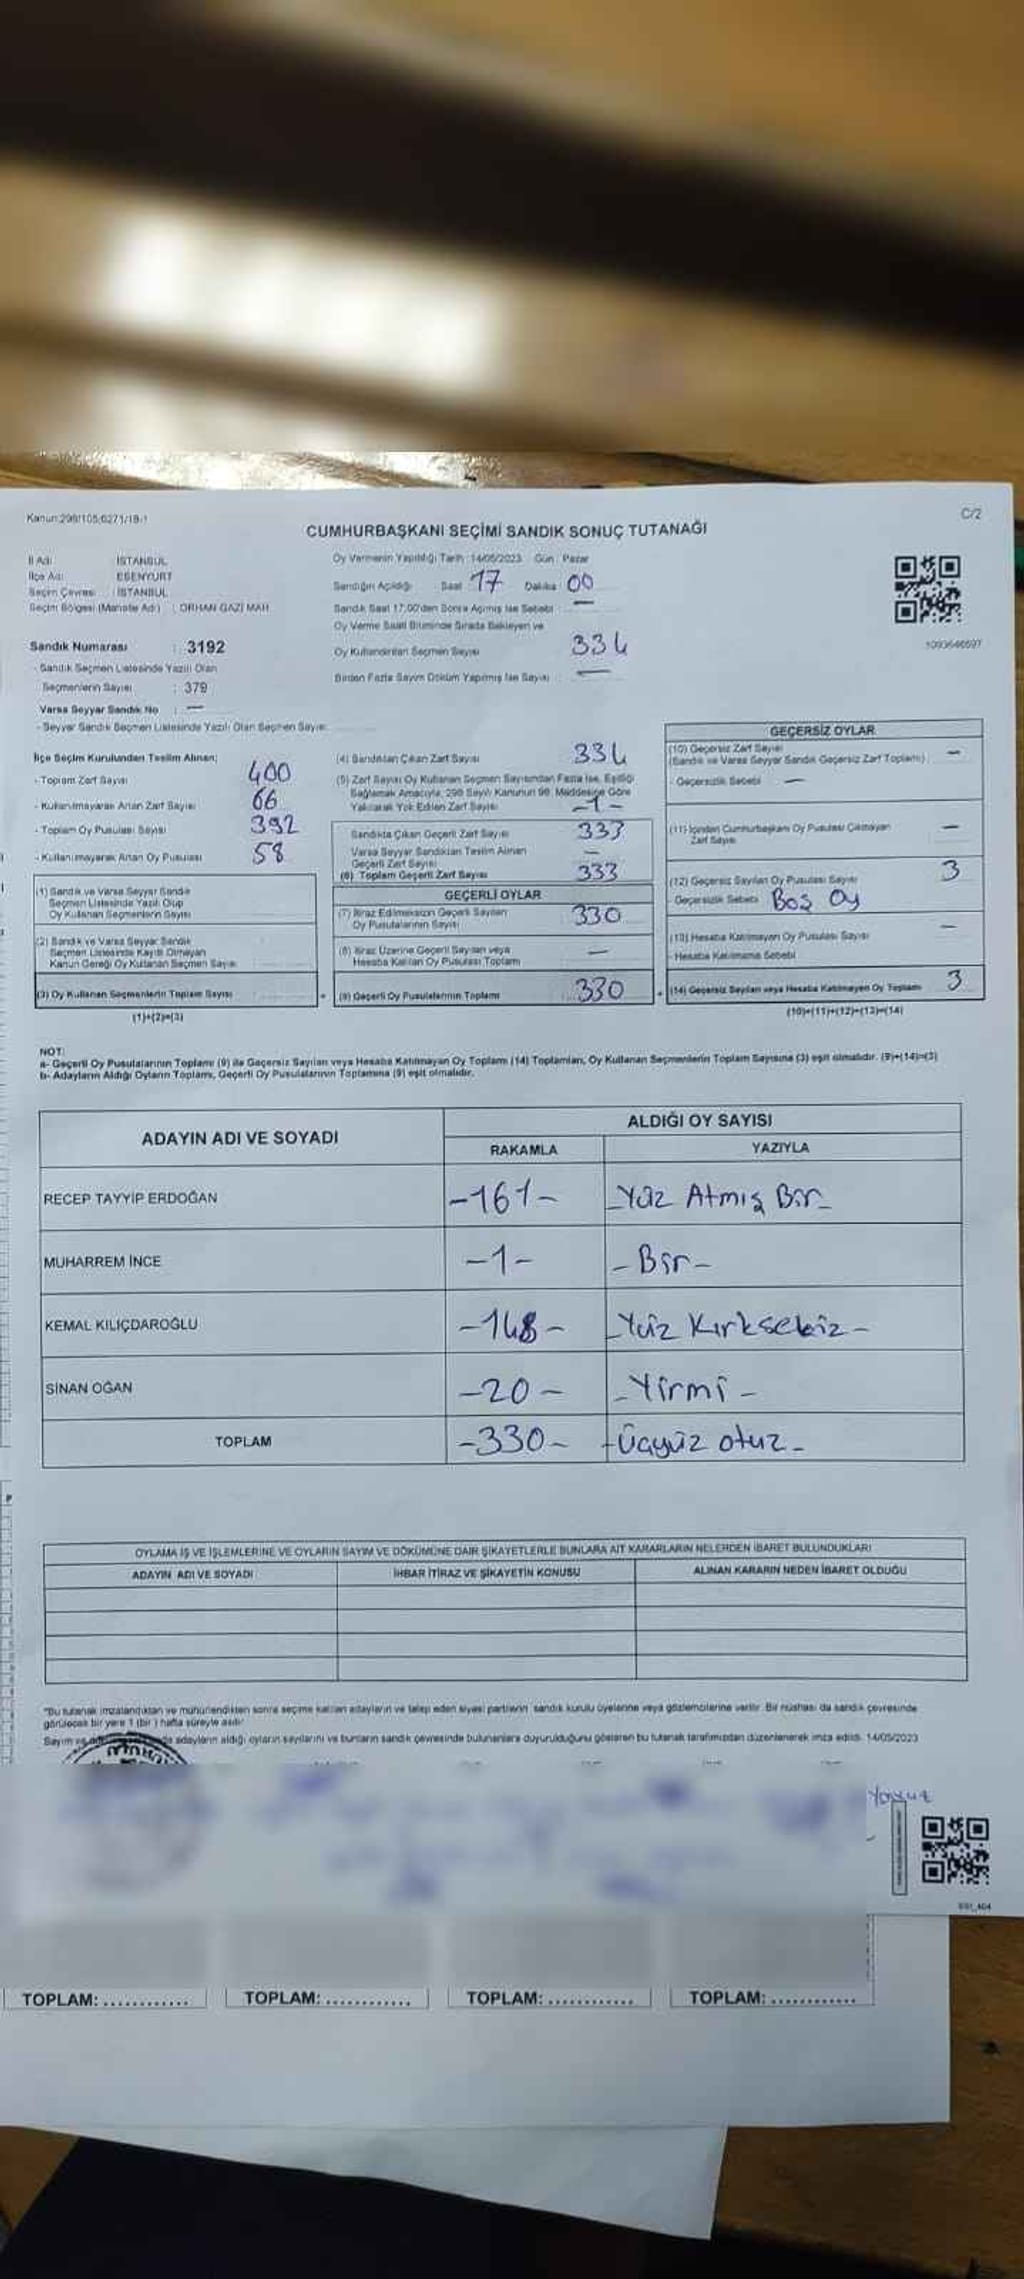 Kanun:298/105,6271/18-1
C/2
CUMHURBAŞKANI SEÇİMİ SANDIK SONUÇ TUTANAĞI
İl Adı : İSTANBUL
İlçe Adı : ESENYURT
Seçim Çevresi : İSTANBUL
Seçim Bölgesi (Mahalle Adı) : ORHAN GAZİ MAH.
Oy Vermenin Yapıldığı Tarih : 14/05/2023 Gün : Pazar
Sandığın Açıldığı : Saat 17 Dakika 00
Sandık Saat 17:00'den Sonra Açılmış İse Sebebi : —
Oy Verme Saati Bitiminde Sırada Bekleyen ve
Oy Kullandırılan Seçmen Sayısı 334
Birden Fazla Sayım Döküm Yapılmış İse Sayısı : —
Sandık Numarası : 3192
- Sandık Seçmen Listesinde Yazılı Olan
Seçmenlerin Sayısı : 379
Varsa Seyyar Sandık No : —
- Seyyar Sandık Seçmen Listesinde Yazılı Olan Seçmen Sayısı
İlçe Seçim Kurulundan Teslim Alınan;
- Toplam Zarf Sayısı 400
- Kullanılmayarak Artan Zarf Sayısı 66
- Toplam Oy Pusulası Sayısı 392
- Kullanılmayarak Artan Oy Pusulası 58
(1) Sandık ve Varsa Seyyar Sandık
Seçmen Listesinde Yazılı Olup
Oy Kullanan Seçmenlerin Sayısı
(2) Sandık ve Varsa Seyyar Sandık
Seçmen Listesinde Kayıtlı Olmayan
Kanun Gereği Oy Kullanan Seçmen Sayısı
(3) Oy Kullanan Seçmenlerin Toplam Sayısı
(1)+(2)=(3)
(4) Sandıktan Çıkan Zarf Sayısı 334
(5) Zarf Sayısı Oy Kullanan Seçmen Sayısından Fazla İse, Eşitliği
Sağlamak Amacıyla, 298 Sayılı Kanunun 98. Maddesine Göre
Yakılarak Yok Edilen Zarf Sayısı -1-
Sandıkta Çıkan Geçerli Zarf Sayısı 333
Varsa Seyyar Sandıktan Teslim Alınan
Geçerli Zarf Sayısı —
(6) Toplam Geçerli Zarf Sayısı 333
GEÇERLİ OYLAR
(7) İtiraz Edilmeksizin Geçerli Sayılan
Oy Pusulalarının Sayısı 330
(8) İtiraz Üzerine Geçerli Sayılan veya
Hesaba Katılan Oy Pusulası Toplamı —
(9) Geçerli Oy Pusulalarının Toplamı 330
GEÇERSİZ OYLAR
(10) Geçersiz Zarf Sayısı —
(Sandık ve Varsa Seyyar Sandık Geçersiz Zarf Toplamı)
- Geçersizlik Sebebi —
(11) İçinden Cumhurbaşkanı Oy Pusulası Çıkmayan
Zarf Sayısı —
(12) Geçersiz Sayılan Oy Pusulası Sayısı 3
- Geçersizlik Sebebi Boş Oy
(13) Hesaba Katılmayan Oy Pusulası Sayısı —
- Hesaba Katılmama Sebebi
(14) Geçersiz Sayılan veya Hesaba Katılmayan Oy Toplamı 3
(10)+(11)+(12)+(13)=(14)
NOT:
a- Geçerli Oy Pusulalarının Toplamı (9) ile Geçersiz Sayılan veya Hesaba Katılmayan Oy Toplamı (14) Toplamları, Oy Kullanan Seçmenlerin Toplam Sayısına (3) eşit olmalıdır. (9)+(14)=(3)
b- Adayların Aldığı Oyların Toplamı, Geçerli Oy Pusulalarının Toplamına (9) eşit olmalıdır.
ADAYIN ADI VE SOYADI
ALDIĞI OY SAYISI
RAKAMLA YAZIYLA
RECEP TAYYİP ERDOĞAN -161- -Yüz Atmış Bir-
MUHARREM İNCE -1- -Bir-
KEMAL KILIÇDAROĞLU -148- -Yüz Kırksekiz-
SİNAN OĞAN -20- -Yirmi-
TOPLAM -330- -Üçyüz otuz-
OYLAMA İŞ VE İŞLEMLERİNE VE OYLARIN SAYIM VE DÖKÜMÜNE DAİR ŞİKAYETLERLE BUNLARA AİT KARARLARIN NELERDEN İBARET BULUNDUKLARI
ADAYIN ADI VE SOYADI
İHBAR İTİRAZ VE ŞİKAYETİN KONUSU
ALINAN KARARIN NEDEN İBARET OLDUĞU
*Bu tutanak imzalandıktan ve mühürlendikten sonra seçime katılan adayların ve talep eden siyasi partilerin sandık kurulu üyelerine veya gözlemcilerine verilir. Bir nüshası da sandık çevresinde
görülecek bir yere 1 (bir) hafta süreyle asılır.
Sayım ve adayların aldığı oyların sayılarını ve bunların sandık çevresinde bulunanlara duyurulduğunu gösteren bu tutanak tarafımızdan düzenlenerek imza edildi. 14/05/2023
TOPLAM: ............
TOPLAM: ............
TOPLAM: ............
TOPLAM: ............